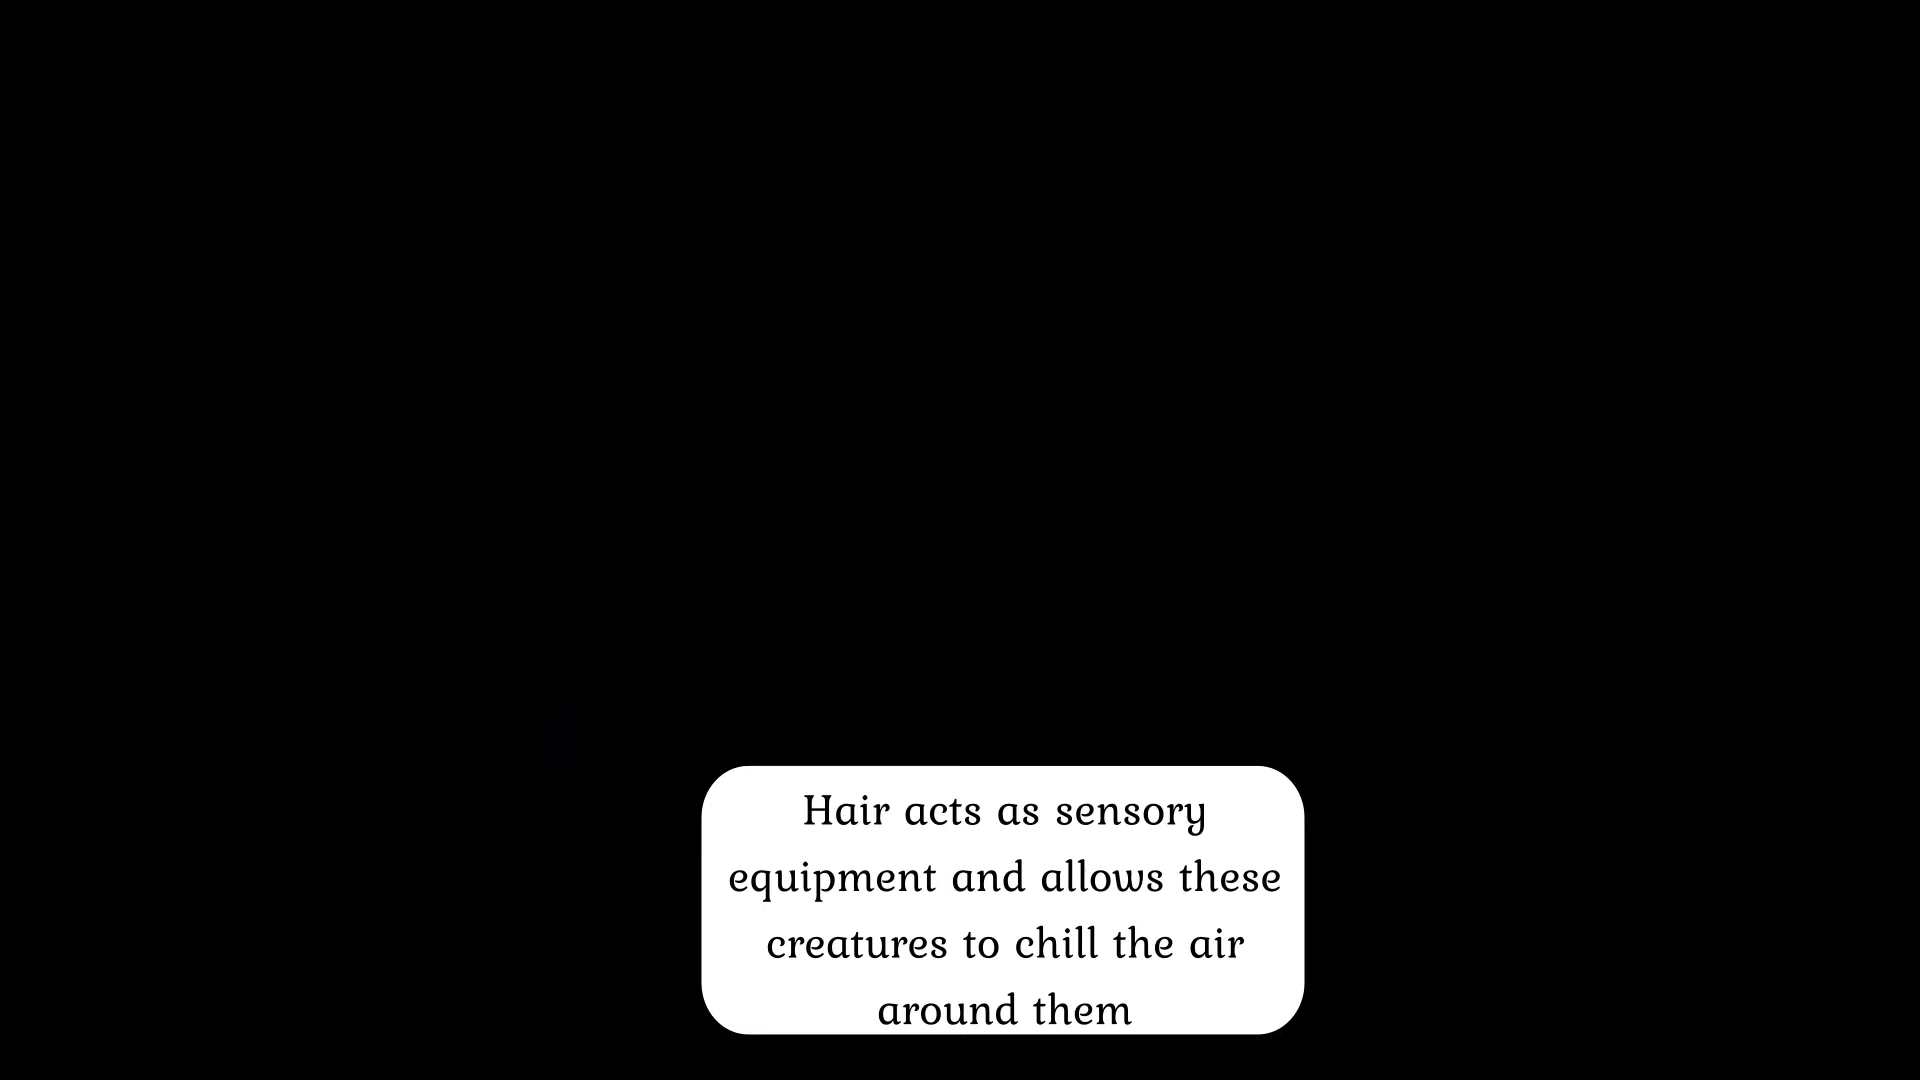 Hair acts as sensory
equipment and allows these
creatures to chill the air
around them